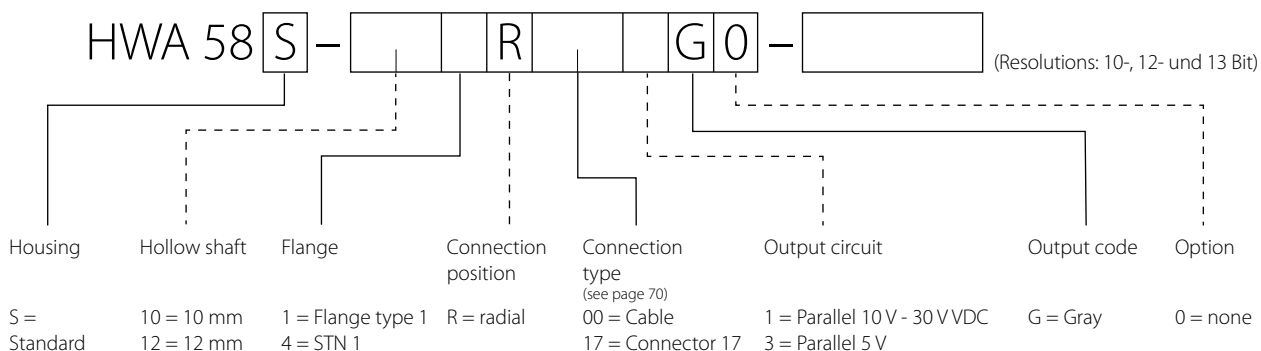 HWA 58 S – R G 0 – (Resolutions: 10-, 12- und 13 Bit)
Housing Hollow shaft Flange Connection position Connection type (see page 70) Output circuit Output code Option
S = Standard
10 = 10 mm
12 = 12 mm
1 = Flange type 1
4 = STN 1
R = radial
00 = Cable
17 = Connector 17
1 = Parallel 10 V - 30 V VDC
3 = Parallel 5 V
G = Gray
0 = none